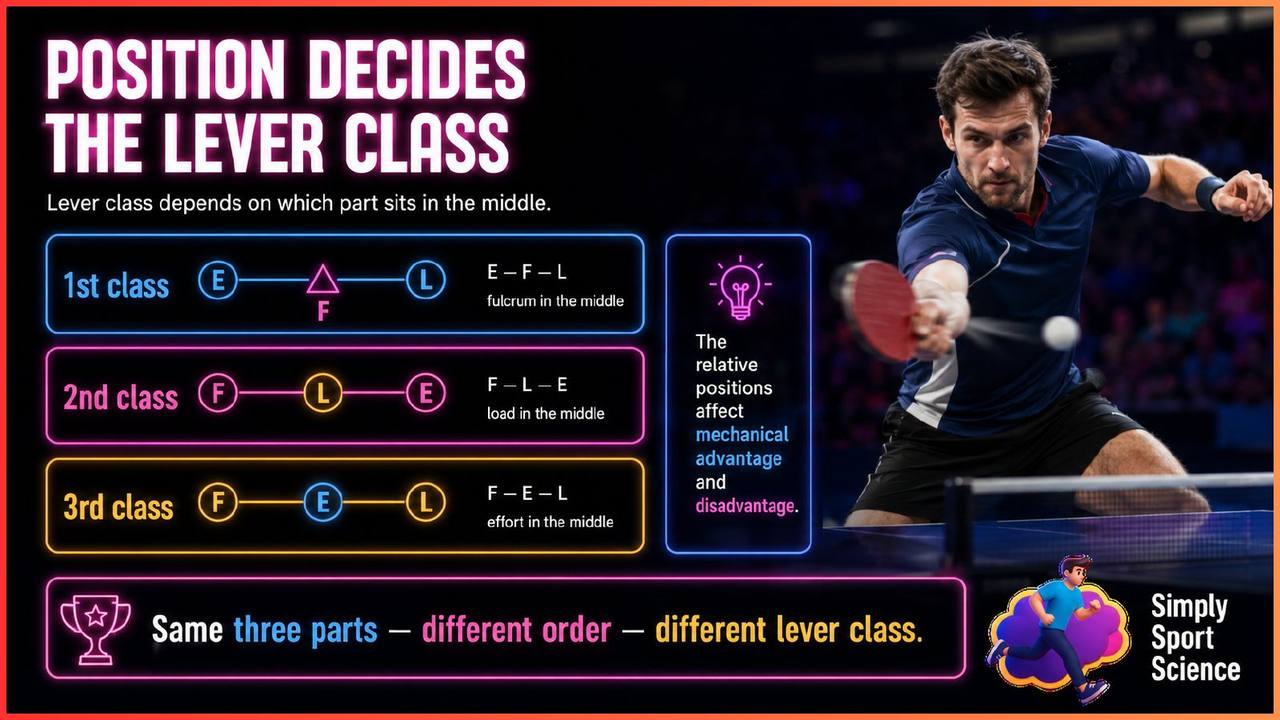 POSITION DECIDES
THE LEVER CLASS
Lever class depends on which part sits in the middle.
1st class
E
F
L
E – F – L
fulcrum in the middle
2nd class
F
L
E
F – L – E
load in the middle
3rd class
F
E
L
F – E – L
effort in the middle
The
relative
positions
affect
mechanical
advantage
and
disadvantage.
Same three parts — different order — different lever class.
Simply
Sport
Science